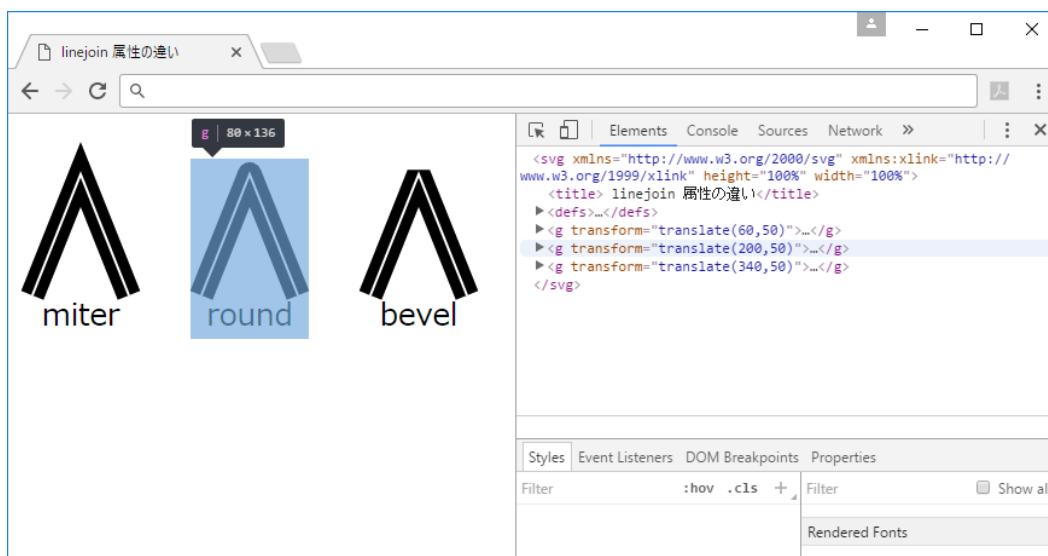 linejoin 属性の違い
g 80 × 136
miter
round
bevel
Elements Console Sources Network »
<svg xmlns="http://www.w3.org/2000/svg" xmlns:xlink="http://
www.w3.org/1999/xlink" height="100%" width="100%">
<title> linejoin 属性の違い</title>
▶<defs>…</defs>
▶<g transform="translate(60,50)">…</g>
▶<g transform="translate(200,50)">…</g>
▶<g transform="translate(340,50)">…</g>
</svg>
Styles Event Listeners DOM Breakpoints Properties
Filter :hov .cls + Filter Show al
Rendered Fonts